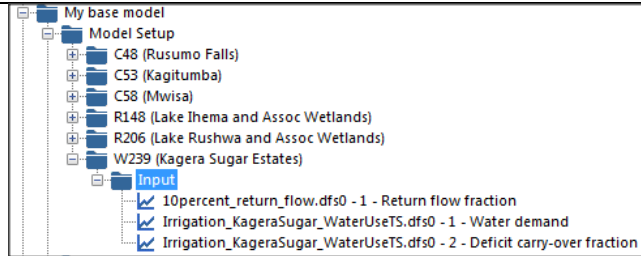 My base model
Model Setup
C48 (Rusumo Falls)
C53 (Kagitumba)
C58 (Mwisa)
R148 (Lake Ihema and Assoc Wetlands)
R206 (Lake Rushwa and Assoc Wetlands)
W239 (Kagera Sugar Estates)
Input
10percent_return_flow.dfs0 - 1 - Return flow fraction
Irrigation_KageraSugar_WaterUseTS.dfs0 - 1 - Water demand
Irrigation_KageraSugar_WaterUseTS.dfs0 - 2 - Deficit carry-over fraction